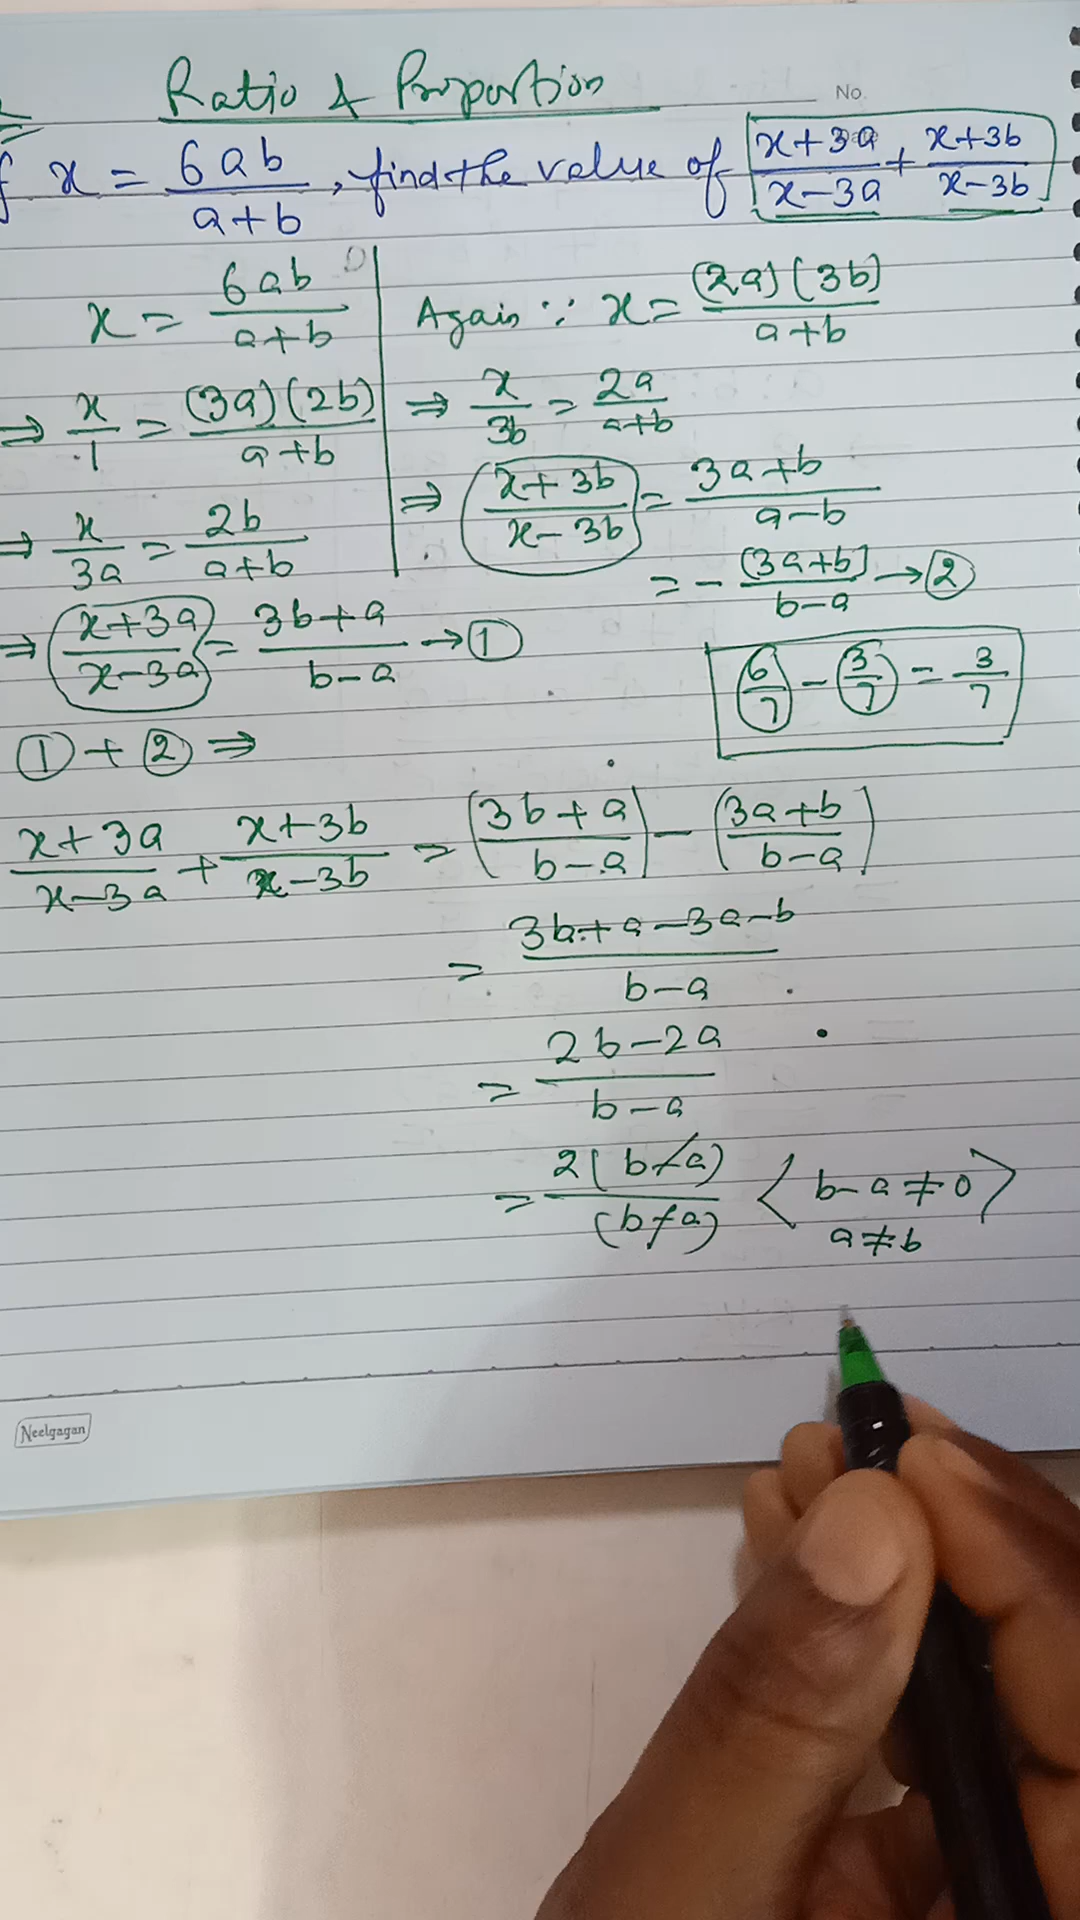 Ratio & Proportion
No.
x = 6ab/(a+b), find the value of [(x+3a)/(x-3a) + (x+3b)/(x-3b)]
x = 6ab/(a+b)
⇒ x/1 = (3a)(2b)/(a+b)
⇒ x/3a = 2b/(a+b)
⇒ (x+3a)/(x-3a) = (3b+a)/(b-a) → ①
Again ∵ x = (2a)(3b)/(a+b)
⇒ x/3b = 2a/(a+b)
⇒ (x+3b)/(x-3b) = (3a+b)/(a-b)
= - (3a+b)/(b-a) → ②
6/7 - 3/7 = 3/7
① + ② ⇒
(x+3a)/(x-3a) + (x+3b)/(x-3b) = ((3b+a)/(b-a)) - ((3a+b)/(b-a))
= (3b+a-3a-b)/(b-a)
= (2b-2a)/(b-a)
= 2(b-a)/(b-a) < b-a≠0 >
a≠b
Neelgagan